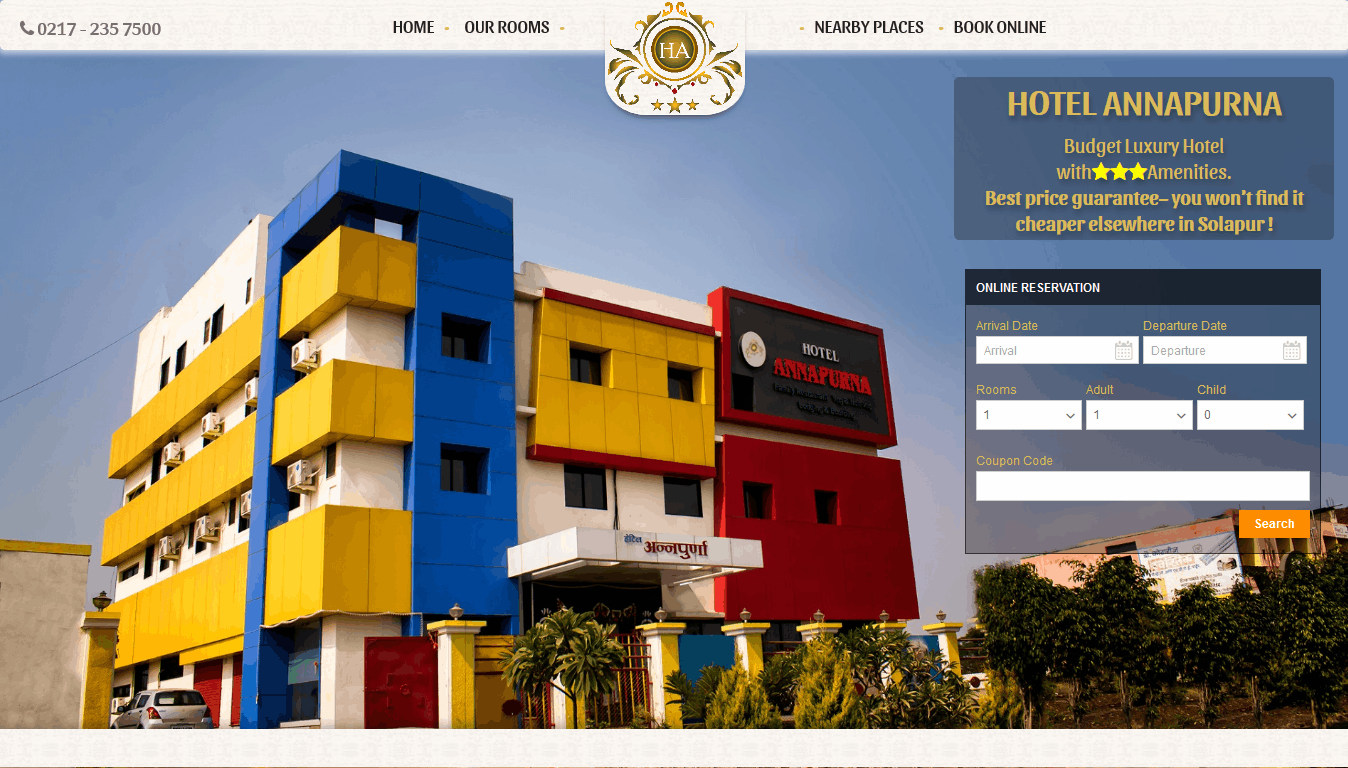 0217 - 235 7500
HOME
OUR ROOMS
HA
NEARBY PLACES
BOOK ONLINE
HOTEL ANNAPURNA
Budget Luxury Hotel
with★★★Amenities.
Best price guarantee– you won't find it
cheaper elsewhere in Solapur !
ONLINE RESERVATION
Arrival Date
Departure Date
Arrival
Departure
Rooms
Adult
Child
1
1
0
Coupon Code
Search
HOTEL
ANNAPURNA
हॉटेल अन्नपुर्णा